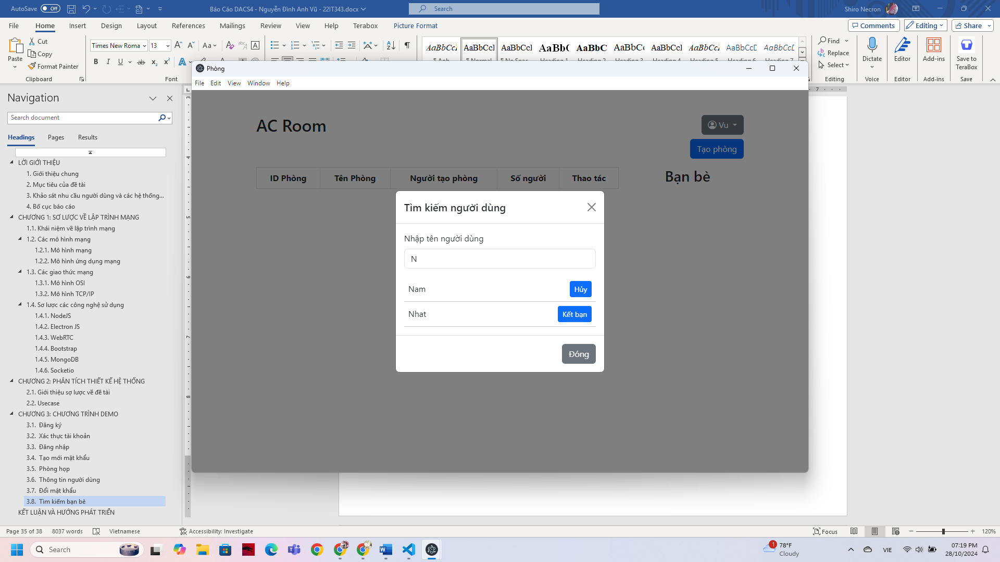 AutoSave Off
Báo Cáo DACS4 - Nguyễn Đình Anh Vũ - 22IT343.docx
Search
Shiro Necron
File Home Insert Design Layout References Mailings Review View Help Terabox Picture Format
Comments Editing Share
Paste Cut Copy Format Painter
Clipboard
Times New Roma 13
Font
AaBbCcI AaBbCcI AaBbCcI AaBbC AaBbC AaBbCc AaBbCcI AaBbCcL AaBbCcD AaBbCcL
Find Replace Select
Editing
Dictate
Voice
Editor
Editor
Add-ins
Add-ins
Save to TeraBox
Save
Navigation
Search document
Headings Pages Results
LỜI GIỚI THIỆU
1. Giới thiệu chung
2. Mục tiêu của đề tài
3. Khảo sát nhu cầu người dùng và các hệ thống...
4. Bố cục báo cáo
CHƯƠNG 1: SƠ LƯỢC VỀ LẬP TRÌNH MẠNG
1.1. Khái niệm về lập trình mạng
1.2. Các mô hình mạng
1.2.1. Mô hình mạng
1.2.2. Mô hình ứng dụng mạng
1.3. Các giao thức mạng
1.3.1. Mô hình OSI
1.3.2. Mô hình TCP/IP
1.4. Sơ lược các công nghệ sử dụng
1.4.1. NodeJS
1.4.2. Electron JS
1.4.3. WebRTC
1.4.4. Bootstrap
1.4.5. MongoDB
1.4.6. Socketio
CHƯƠNG 2: PHÂN TÍCH THIẾT KẾ HỆ THỐNG
2.1. Giới thiệu sợ lược về đề tài
2.2. Usecase
CHƯƠNG 3: CHƯƠNG TRÌNH DEMO
3.1. Đăng ký
3.2. Xác thực tài khoản
3.3. Đăng nhập
3.4. Tạo mới mật khẩu
3.5. Phòng họp
3.6. Thông tin người dùng
3.7. Đổi mật khẩu
3.8. Tìm kiếm bạn bè
KẾT LUẬN VÀ HƯỚNG PHÁT TRIỂN
Phòng
File Edit View Window Help
AC Room
Vu
Tạo phòng
ID Phòng Tên Phòng Người tạo phòng Số người Thao tác
Bạn bè
Tìm kiếm người dùng
Nhập tên người dùng
N
Nam Hủy
Nhat Kết bạn
Đóng
Page 35 of 38 8037 words Vietnamese Accessibility: Investigate
Focus 120%
Search
1 78°F
Cloudy
VIE
07:19 PM
28/10/2024